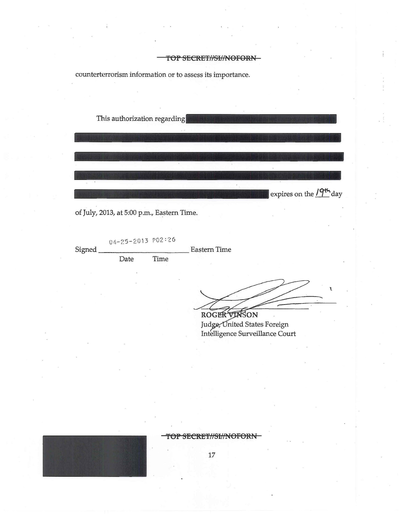 TOP SECRET//SI//NOFORN
counterterrorism information or to assess its importance.
This authorization regarding
expires on the 19th day
of July, 2013, at 5:00 p.m., Eastern Time.
04-25-2013 P02:26
Signed Eastern Time
Date Time
ROGER VINSON
Judge, United States Foreign
Intelligence Surveillance Court
TOP SECRET//SI//NOFORN
17